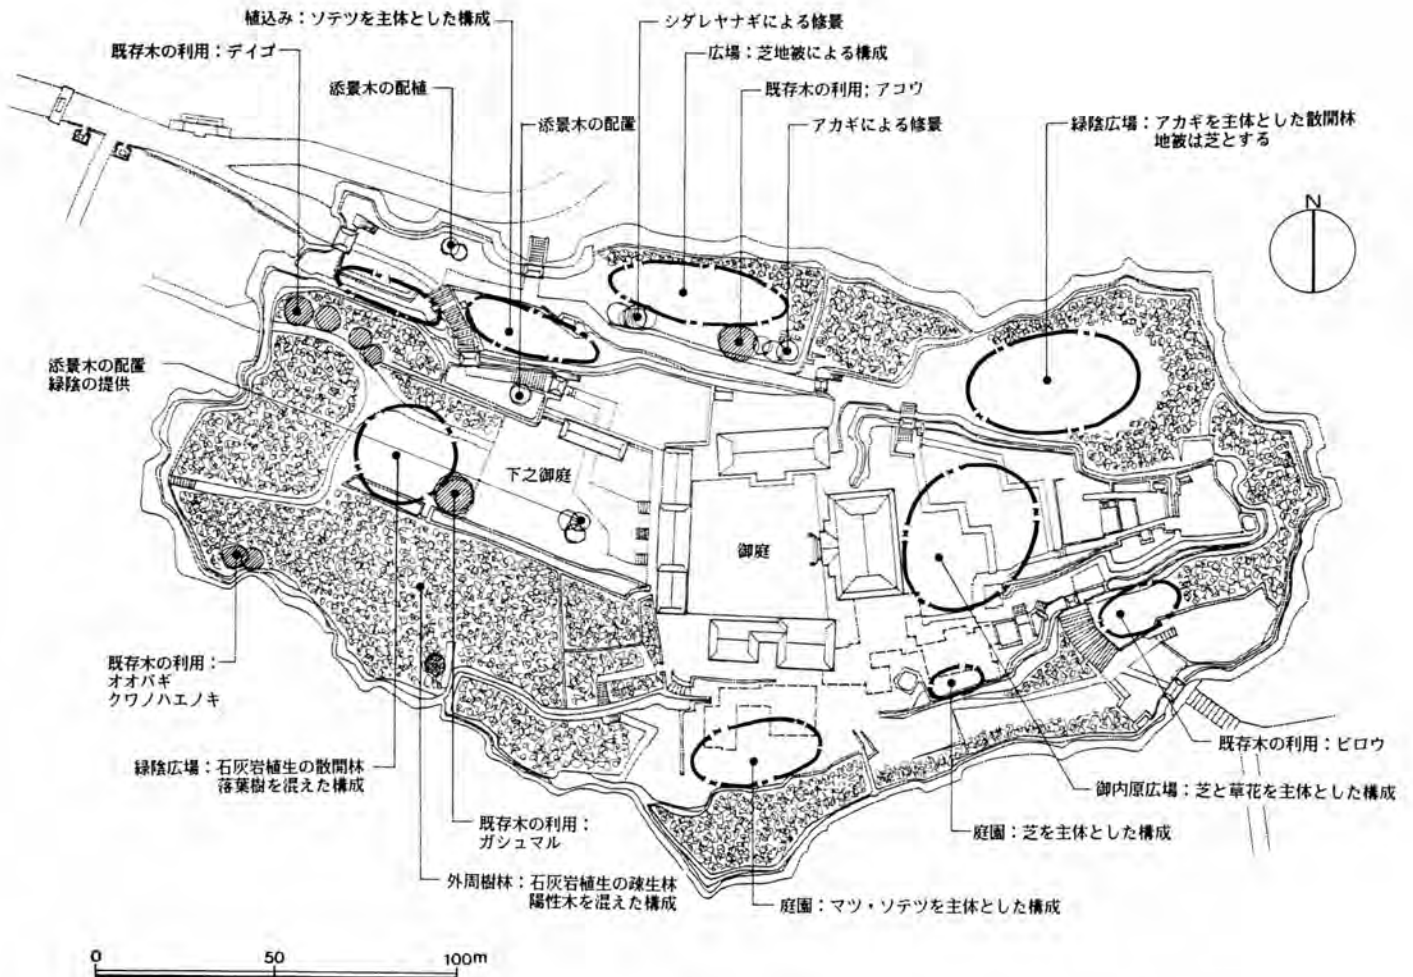 植込み：ソテツを主体とした構成
シダレヤナギによる修景
既存木の利用：デイゴ
広場：芝地被による構成
添景木の配植
既存木の利用：アコウ
添景木の配置
アカギによる修景
緑陰広場：アカギを主体とした散開林
地被は芝とする
N
添景木の配置
緑陰の提供
下之御庭
御庭
既存木の利用：
オオバギ
クワノハエノキ
既存木の利用：ビロウ
緑陰広場：石灰岩植生の散開林
落葉樹を混えた構成
御内原広場：芝と草花を主体とした構成
既存木の利用：
ガシュマル
庭園：芝を主体とした構成
外周樹林：石灰岩植生の疎生林
陽性木を混えた構成
庭園：マツ・ソテツを主体とした構成
0 50 100m